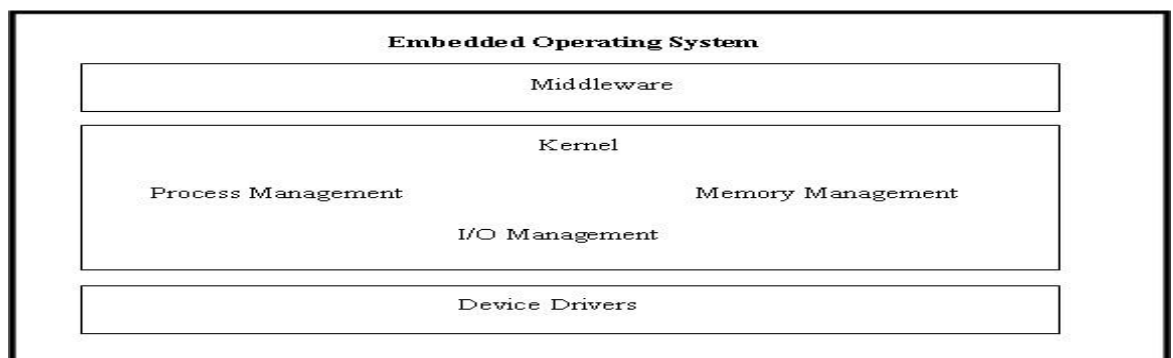 Embedded Operating System
Middleware
Kernel
Process Management Memory Management
I/O Management
Device Drivers